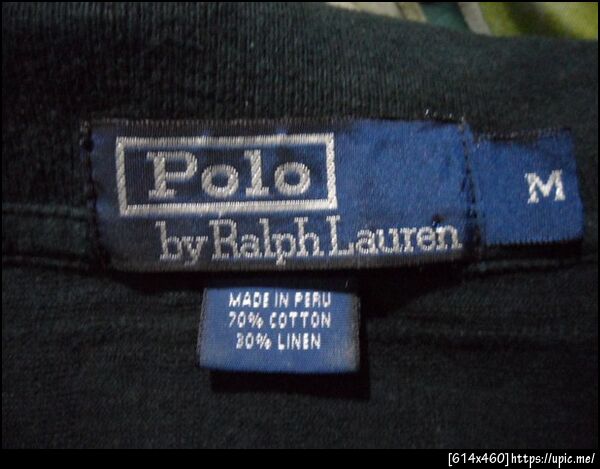 Polo
by Ralph Lauren
M
MADE IN PERU
70% COTTON
30% LINEN
[614x460]https://upic.me/